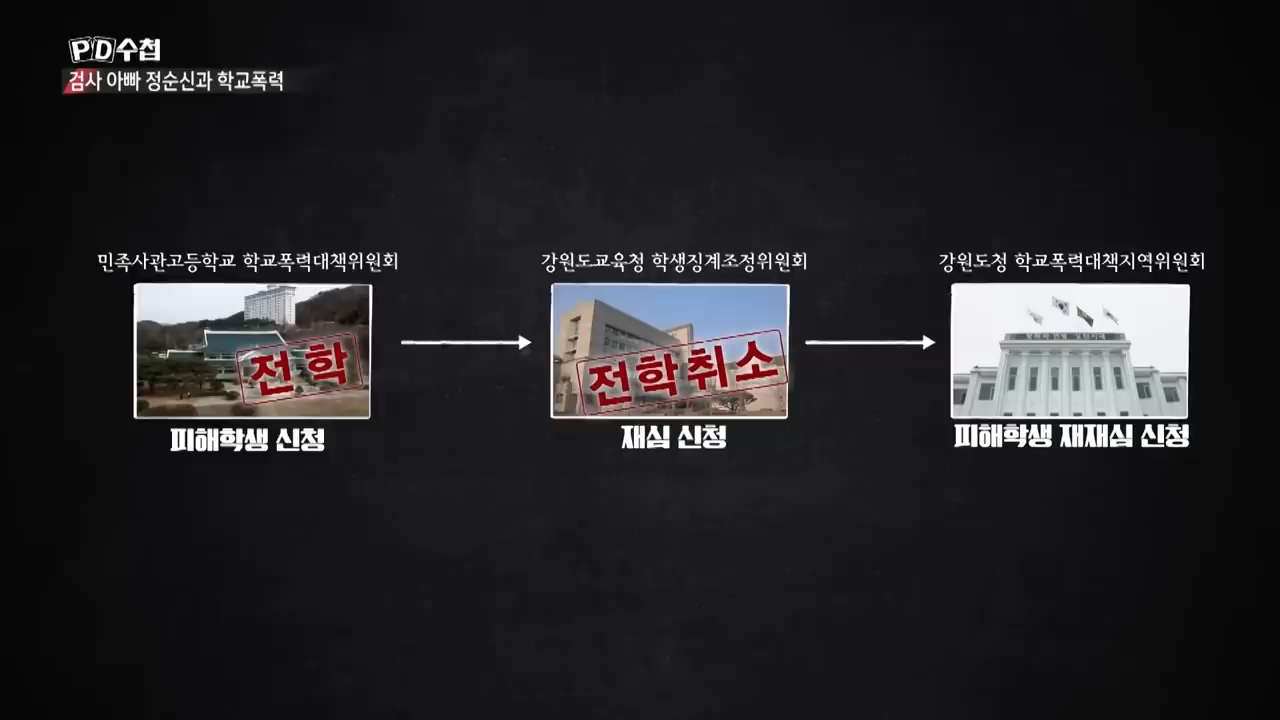 PD수첩
검사 아빠 정순신과 학교폭력
민족사관고등학교 학교폭력대책위원회
강원도교육청 학생징계조정위원회
강원도청 학교폭력대책지역위원회
전학
전학취소
피해학생 신청
재심 신청
피해학생 재재심 신청